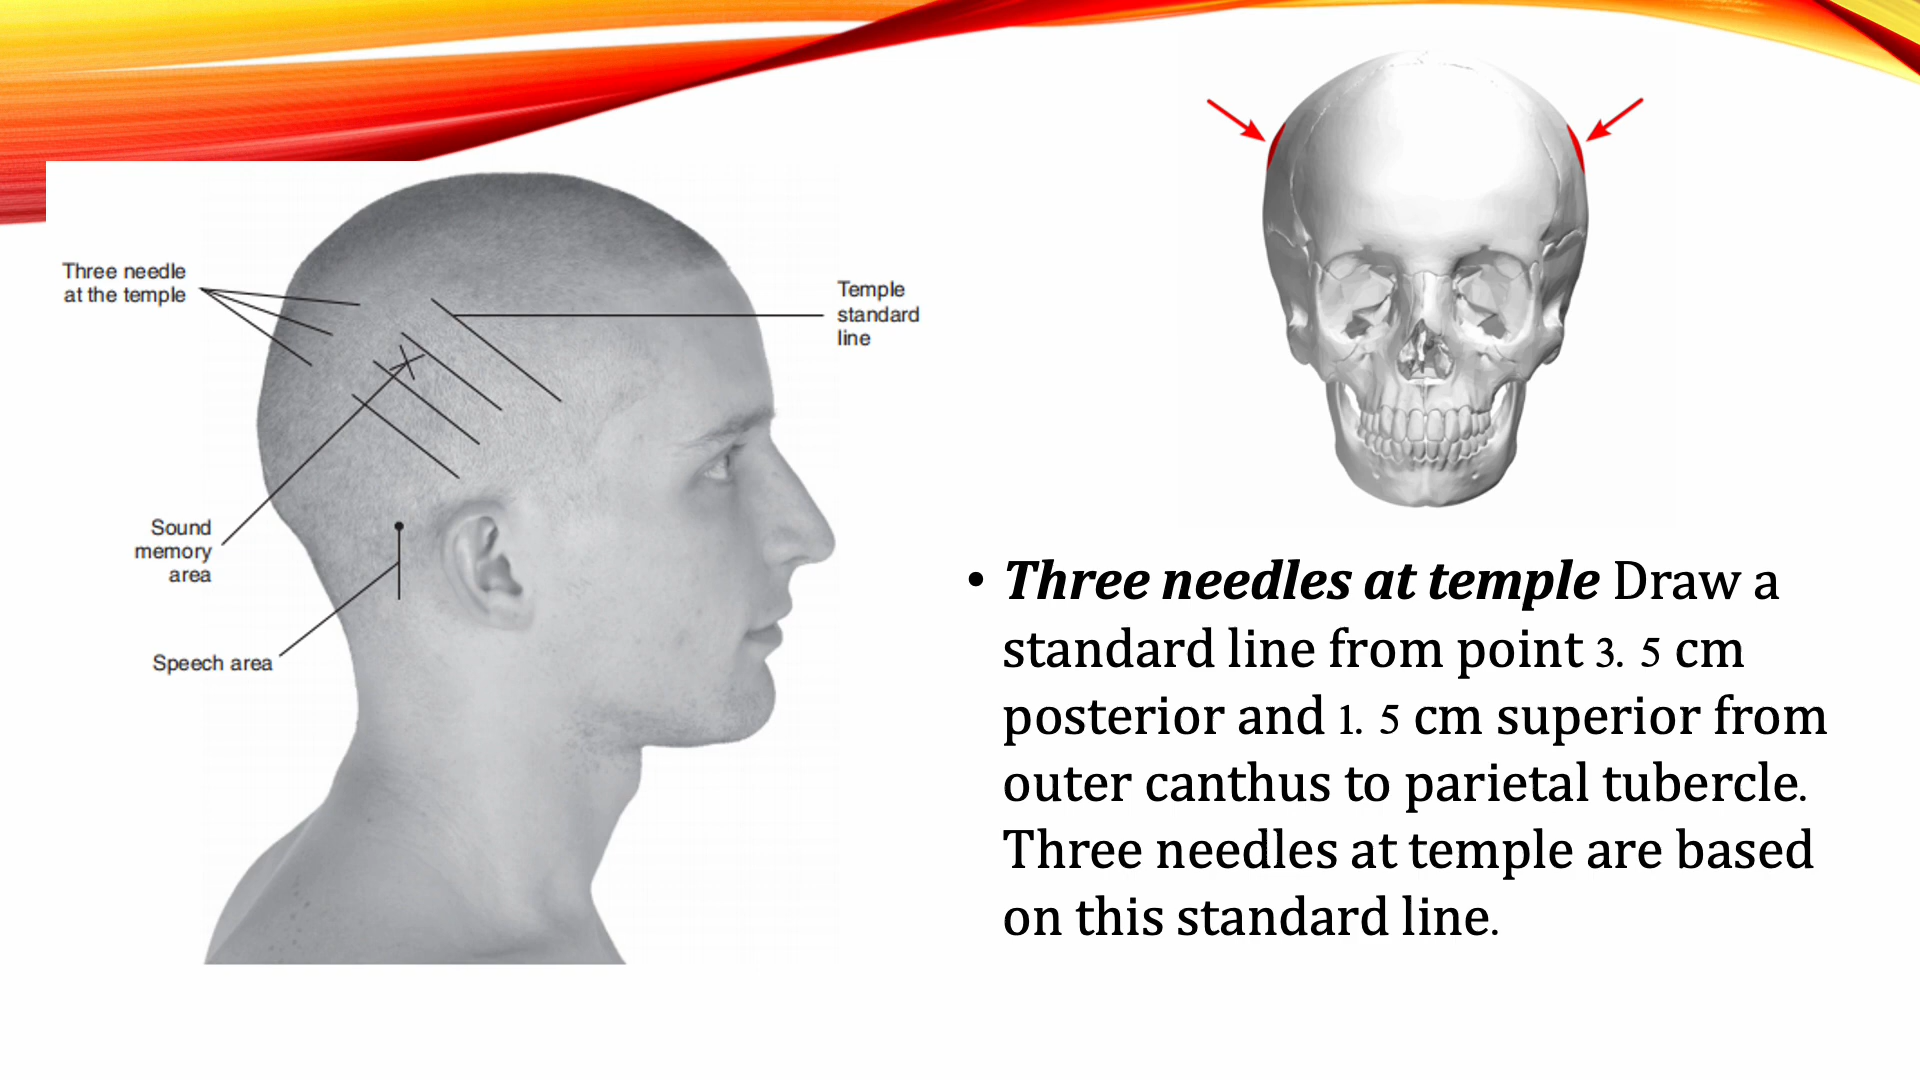 Three needle
at the temple
Temple
standard
line
Sound
memory
area
Speech area
• Three needles at temple Draw a
standard line from point 3. 5 cm
posterior and 1. 5 cm superior from
outer canthus to parietal tubercle.
Three needles at temple are based
on this standard line.